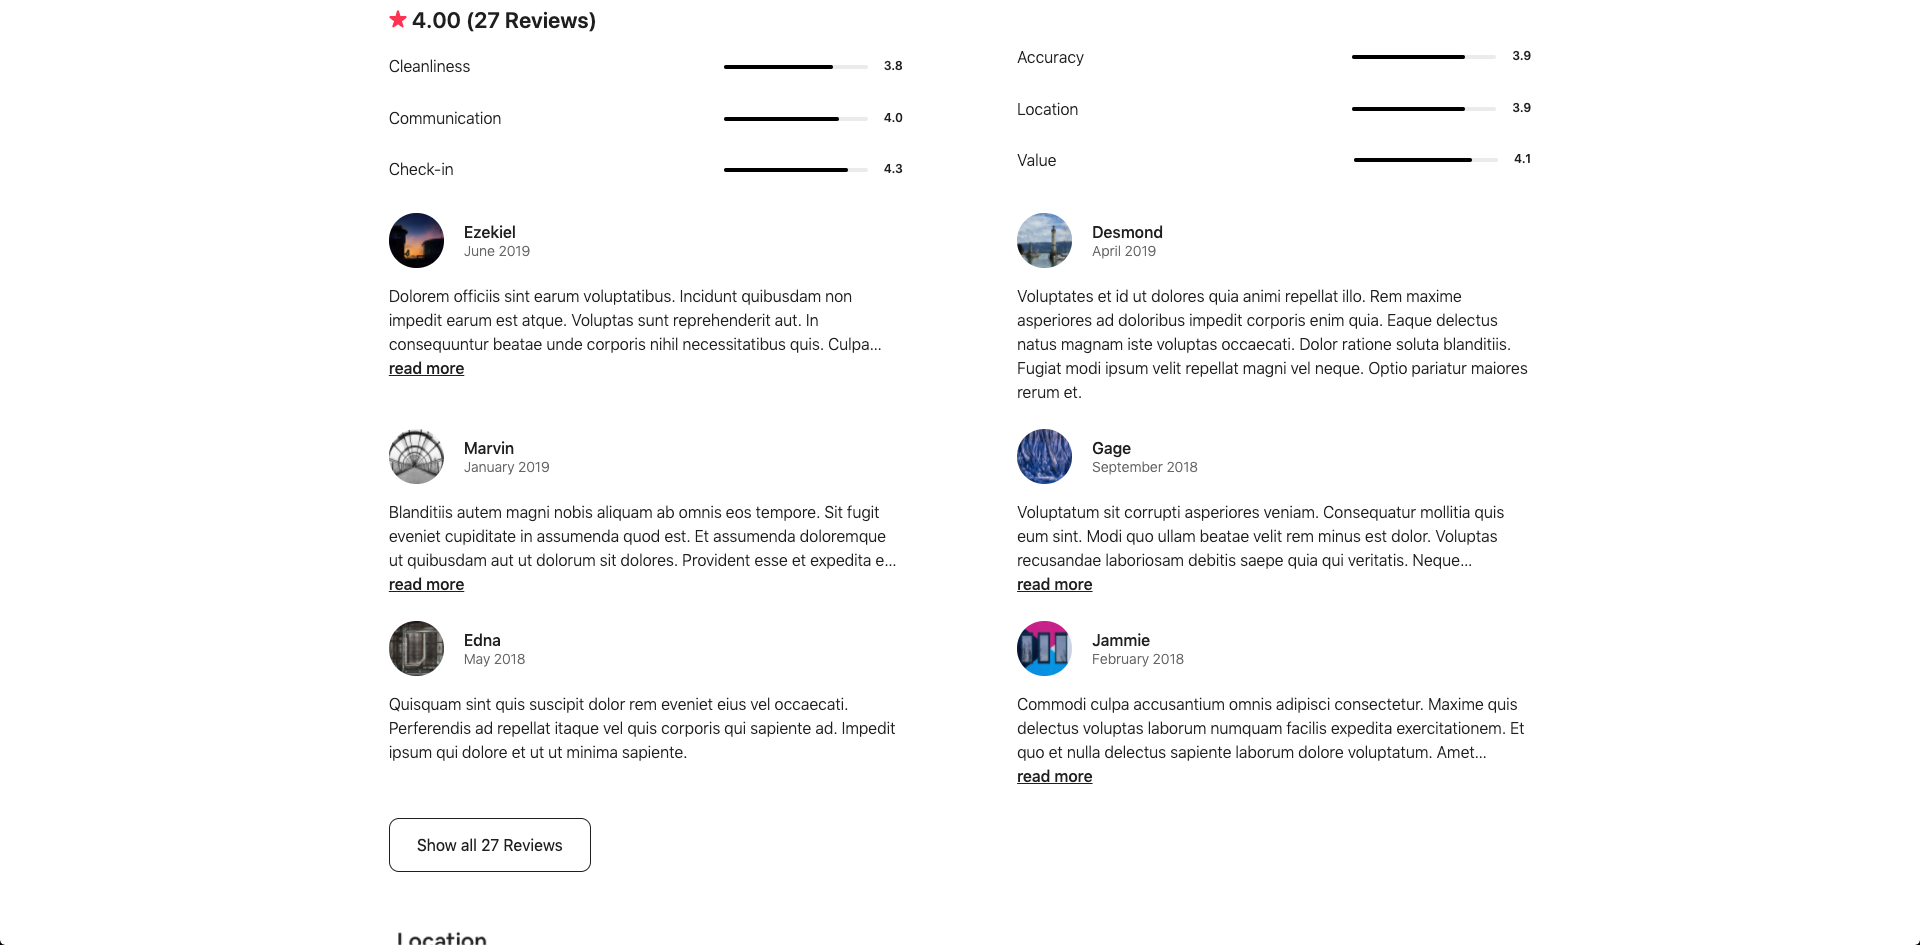 4.00 (27 Reviews)
Cleanliness 3.8
Communication 4.0
Check-in 4.3
Accuracy 3.9
Location 3.9
Value 4.1
Ezekiel
June 2019
Dolorem officiis sint earum voluptatibus. Incidunt quibusdam non
impedit earum est atque. Voluptas sunt reprehenderit aut. In
consequuntur beatae unde corporis nihil necessitatibus quis. Culpa...
read more
Desmond
April 2019
Voluptates et id ut dolores quia animi repellat illo. Rem maxime
asperiores ad doloribus impedit corporis enim quia. Eaque delectus
natus magnam iste voluptas occaecati. Dolor ratione soluta blanditiis.
Fugiat modi ipsum velit repellat magni vel neque. Optio pariatur maiores
rerum et.
Marvin
January 2019
Blanditiis autem magni nobis aliquam ab omnis eos tempore. Sit fugit
eveniet cupiditate in assumenda quod est. Et assumenda doloremque
ut quibusdam aut ut dolorum sit dolores. Provident esse et expedita e...
read more
Gage
September 2018
Voluptatum sit corrupti asperiores veniam. Consequatur mollitia quis
eum sint. Modi quo ullam beatae velit rem minus est dolor. Voluptas
recusandae laboriosam debitis saepe quia qui veritatis. Neque...
read more
Edna
May 2018
Quisquam sint quis suscipit dolor rem eveniet eius vel occaecati.
Perferendis ad repellat itaque vel quis corporis qui sapiente ad. Impedit
ipsum qui dolore et ut ut minima sapiente.
Jammie
February 2018
Commodi culpa accusantium omnis adipisci consectetur. Maxime quis
delectus voluptas laborum numquam facilis expedita exercitationem. Et
quo et nulla delectus sapiente laborum dolore voluptatum. Amet...
read more
Show all 27 Reviews
Location